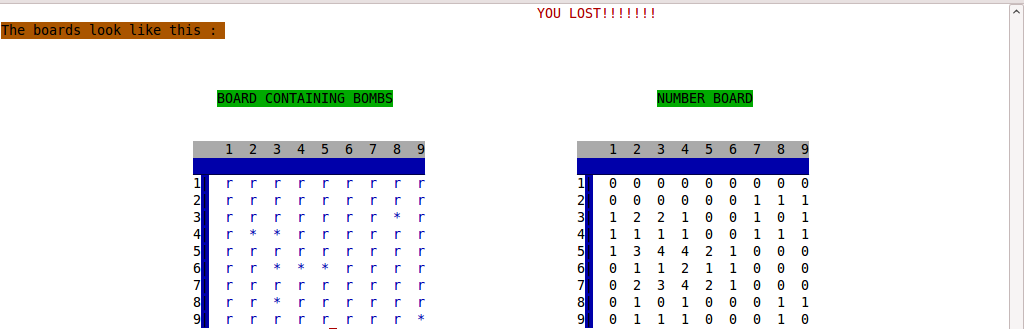 YOU LOST!!!!!!!
The boards look like this :
BOARD CONTAINING BOMBS NUMBER BOARD
1 2 3 4 5 6 7 8 9 1 2 3 4 5 6 7 8 9
1 r r r r r r r r r 1 0 0 0 0 0 0 0 0 0
2 r r r r r r r r r 2 0 0 0 0 0 0 1 1 1
3 r r r r r r r * r 3 1 2 2 1 0 0 1 0 1
4 r * * r r r r r r 4 1 1 1 1 0 0 1 1 1
5 r r r r r r r r r 5 1 3 4 4 2 1 0 0 0
6 r r * * * r r r r 6 0 1 1 2 1 1 0 0 0
7 r r r r r r r r r 7 0 2 3 4 2 1 0 0 0
8 r r * r r r r r r 8 0 1 0 1 0 0 0 1 1
9 r r r r r r r r * 9 0 1 1 1 0 0 0 1 0